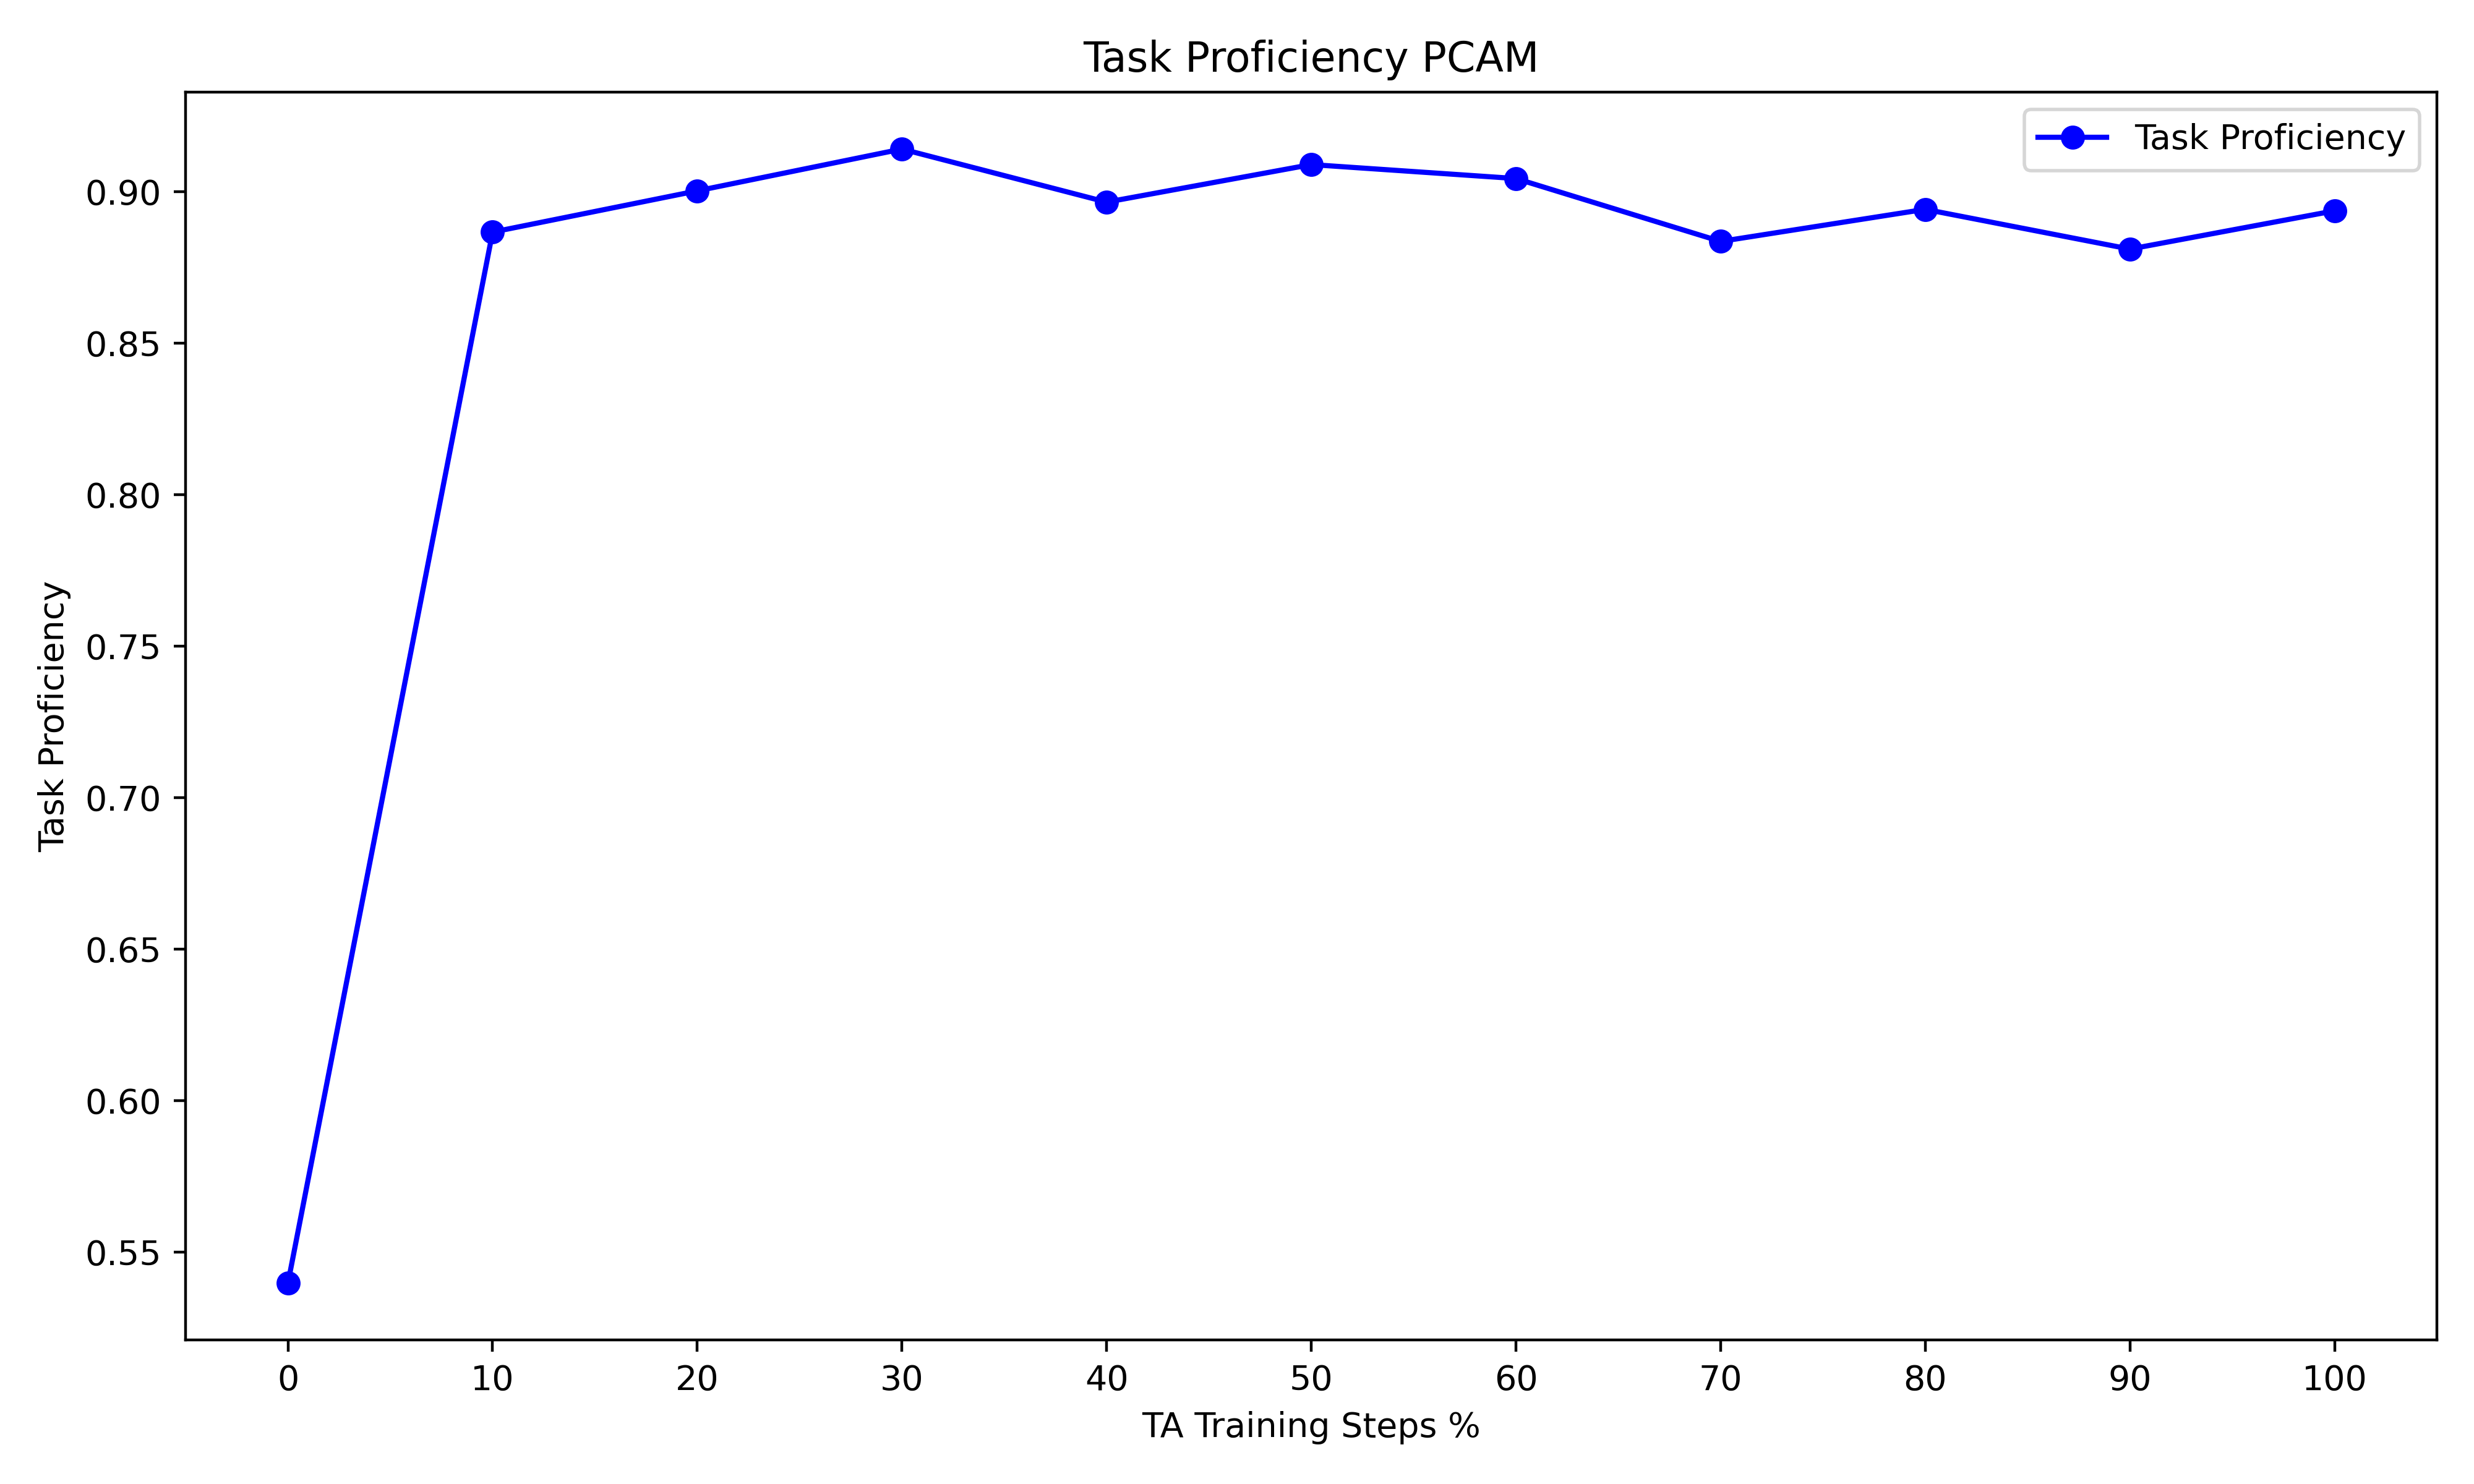 Task Proficiency PCAM
Task Proficiency
0.90
0.85
0.80
0.75
0.70
0.65
0.60
0.55
Task Proficiency
0 10 20 30 40 50 60 70 80 90 100
TA Training Steps %